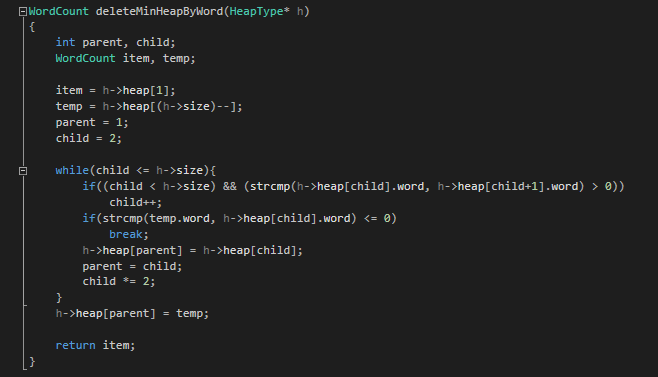 WordCount deleteMinHeapByWord(HeapType* h)
{
    int parent, child;
    WordCount item, temp;

    item = h->heap[1];
    temp = h->heap[(h->size)--];
    parent = 1;
    child = 2;

    while(child <= h->size){
        if((child < h->size) && (strcmp(h->heap[child].word, h->heap[child+1].word) > 0))
            child++;
        if(strcmp(temp.word, h->heap[child].word) <= 0)
            break;
        h->heap[parent] = h->heap[child];
        parent = child;
        child *= 2;
    }
    h->heap[parent] = temp;

    return item;
}